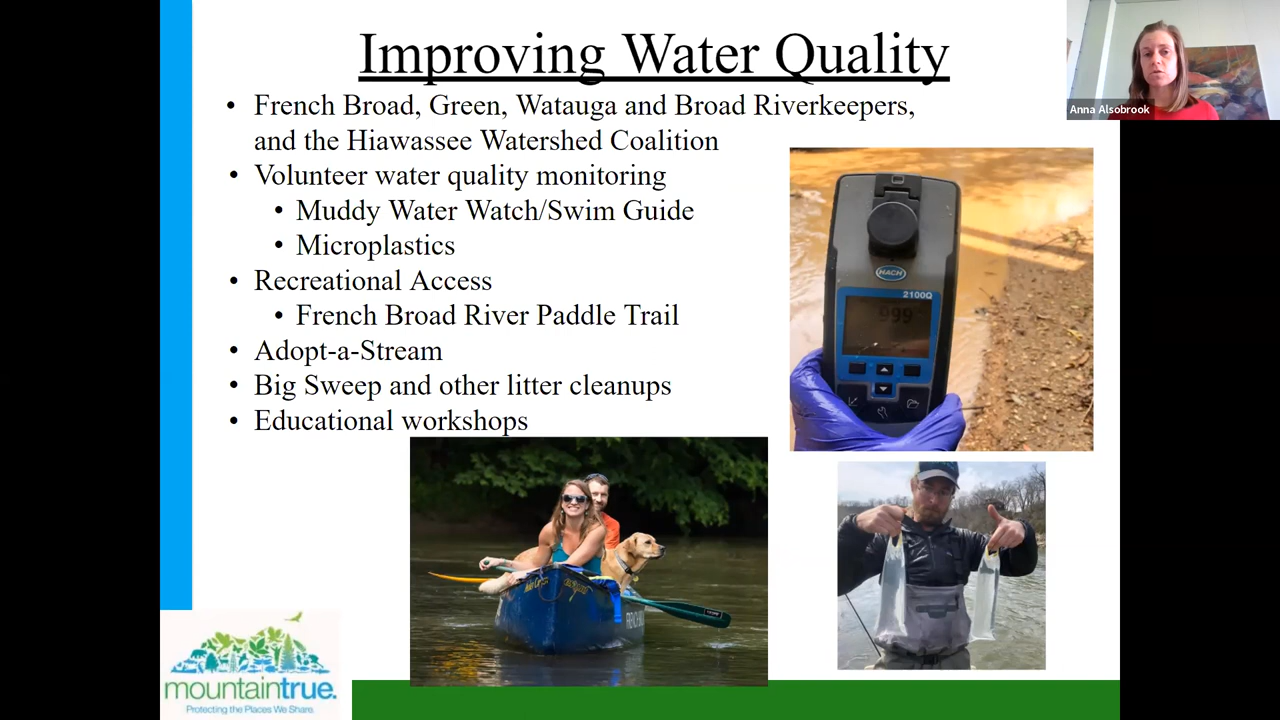 Improving Water Quality
Anna Alsobrook
• French Broad, Green, Watauga and Broad Riverkeepers,
and the Hiawassee Watershed Coalition
• Volunteer water quality monitoring
• Muddy Water Watch/Swim Guide
• Microplastics
• Recreational Access
• French Broad River Paddle Trail
• Adopt-a-Stream
• Big Sweep and other litter cleanups
• Educational workshops
HACH
2100Q
999
mountaintrue.
Protecting the Places We Share.